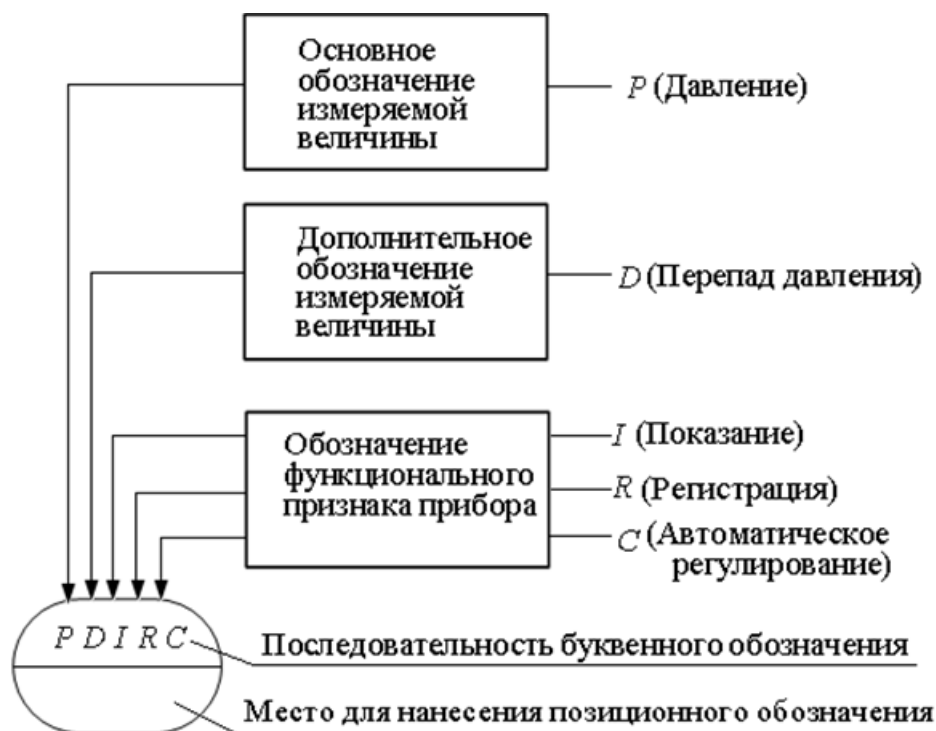 Основное
обозначение
измеряемой
величины
P (Давление)
Дополнительное
обозначение
измеряемой
величины
D (Перепад давления)
Обозначение
функционального
признака прибора
I (Показание)
R (Регистрация)
C (Автоматическое
регулирование)
P D I R C
Последовательность буквенного обозначения
Место для нанесения позиционного обозначения